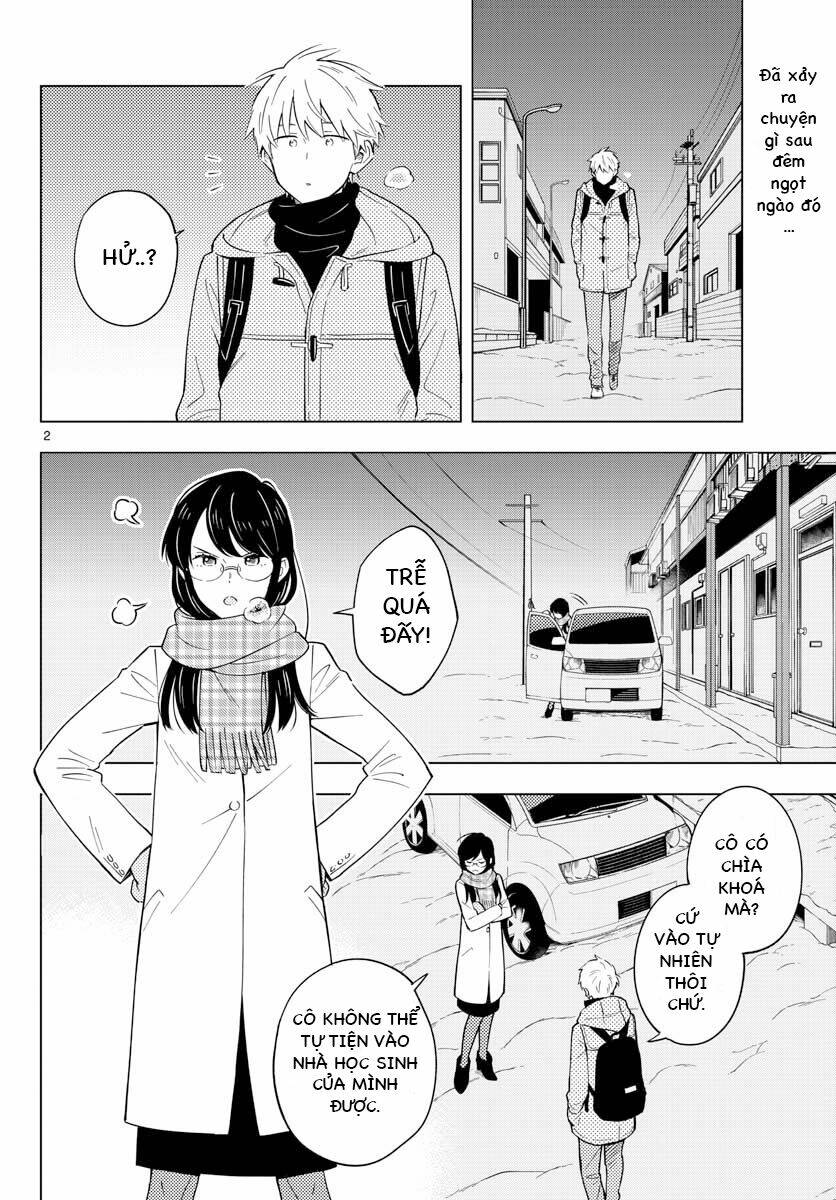 Đã xảy
ra
chuyện
gì sau
đêm
ngọt
ngào đó
...
HỬ..?
2
TRỄ
QUÁ
ĐẤY!
CÔ CÓ
CHÌA
KHOÁ
MÀ?
CỨ
VÀO TỰ
NHIÊN
THÔI
CHỨ.
CÔ KHÔNG THỂ
TỰ TIỆN VÀO
NHÀ HỌC SINH
CỦA MÌNH
ĐƯỢC.